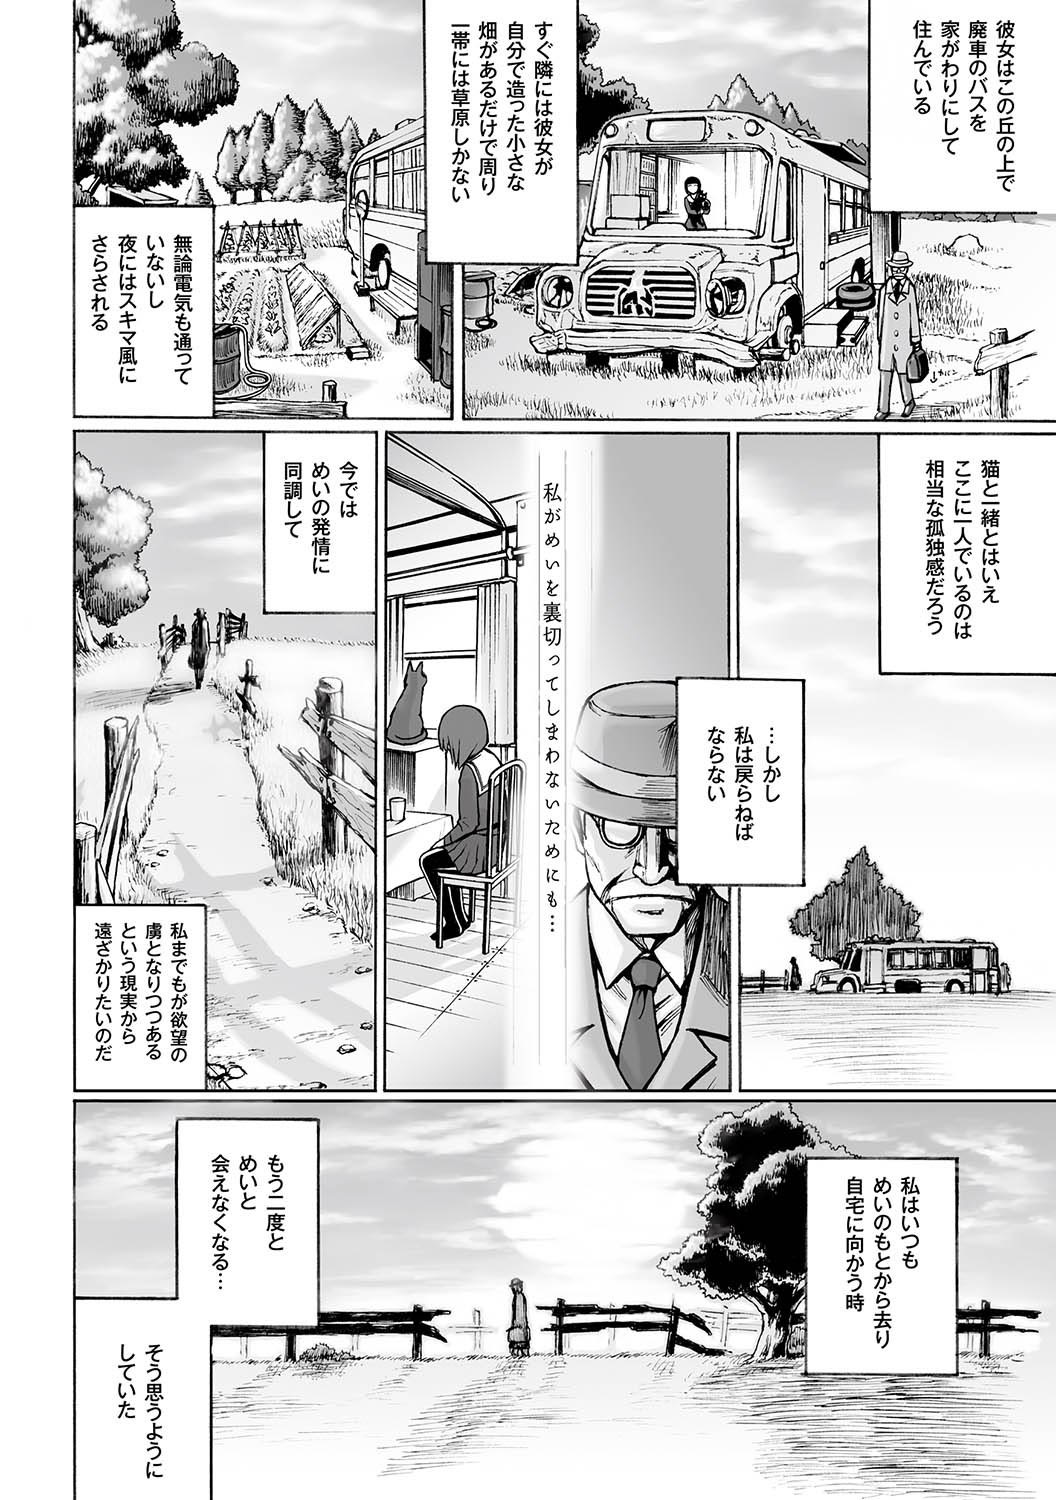 彼女はこの丘の上で
廃車のバスを
家がわりにして
住んでいる
すぐ隣には彼女が
自分で造った小さな
畑があるだけで周り
一帯には草原しかない
無論電気も通って
いないし
夜にはスキマ風に
さらされる
猫と一緒とはいえ
ここに一人でいるのは
相当な孤独感だろう
…しかし
私は戻らねば
ならない
私がめいを裏切ってしまわないためにも…
今では
めいの発情に
同調して
私までもが欲望の
虜となりつつある
という現実から
遠ざかりたいのだ
私はいつも
めいのもとから去り
自宅に向かう時
もう二度と
めいと
会えなくなる…
そう思うように
していた